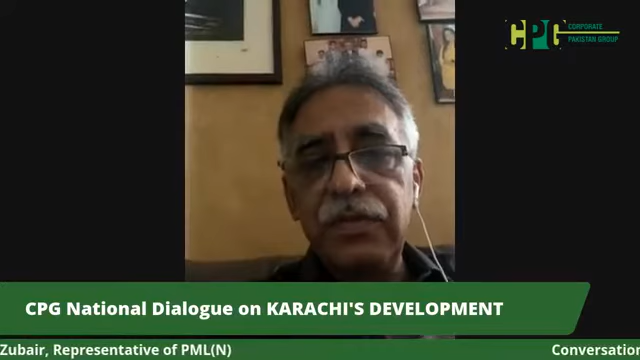 CPG CORPORATE
PAKISTAN GROUP
CPG National Dialogue on KARACHI'S DEVELOPMENT
Zubair, Representative of PML(N)
Conversation